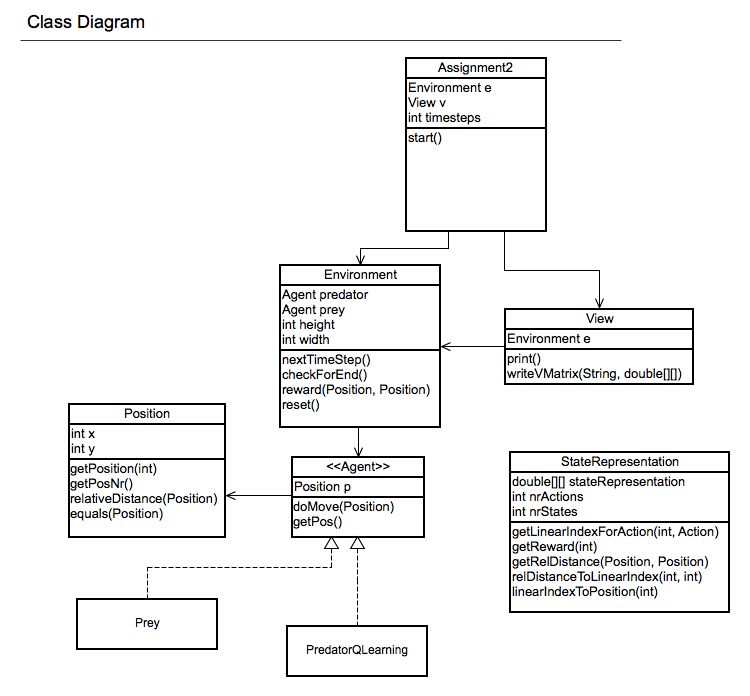 Class Diagram
Assignment2
Environment e
View v
int timesteps
start()
Environment
Agent predator
Agent prey
int height
int width
nextTimeStep()
checkForEnd()
reward(Position, Position)
reset()
View
Environment e
print()
writeVMatrix(String, double[][])
Position
int x
int y
getPosition(int)
getPosNr()
relativeDistance(Position)
equals(Position)
<<Agent>>
Position p
doMove(Position)
getPos()
StateRepresentation
double[][] stateRepresentation
int nrActions
int nrStates
getLinearIndexForAction(int, Action)
getReward(int)
getRelDistance(Position, Position)
relDistanceToLinearIndex(int, int)
linearIndexToPosition(int)
Prey
PredatorQLearning